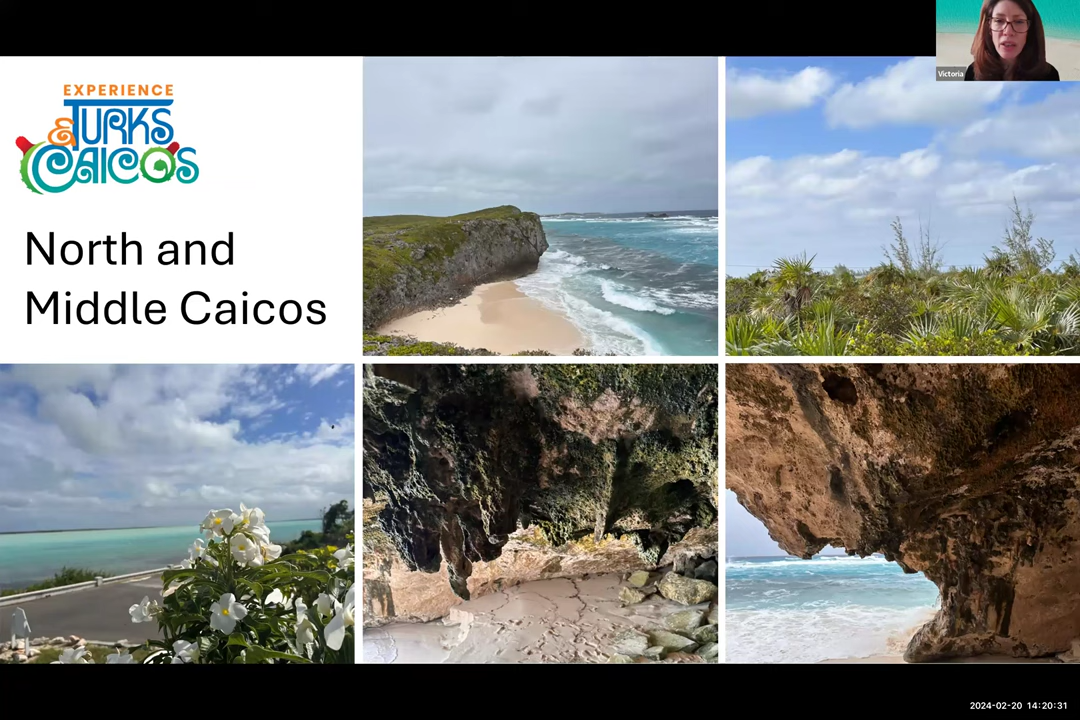 Victoria
EXPERIENCE
TURKS
& CAICOS
North and
Middle Caicos
2024-02-20 14:20:31